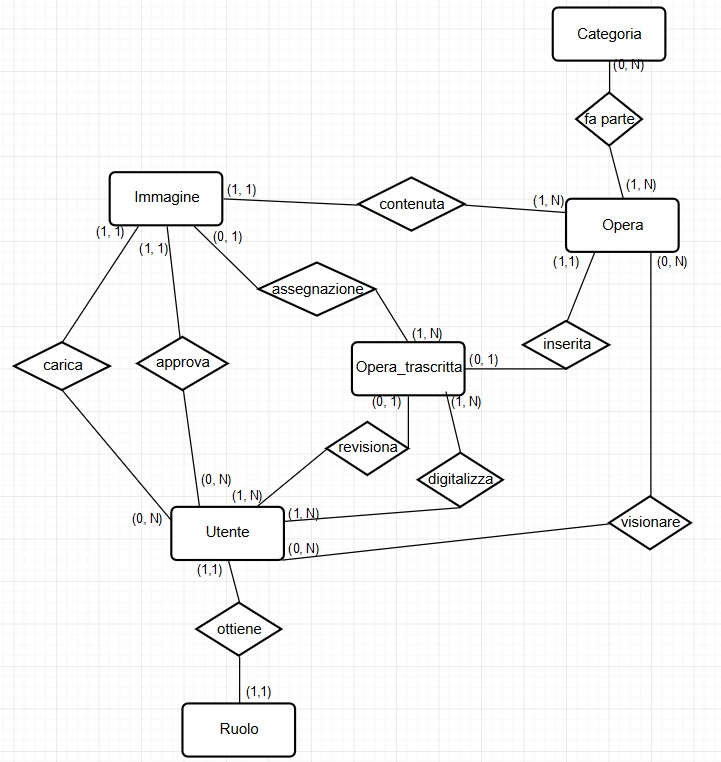 Categoria
(0, N)
fa parte
(1, N)
Immagine
(1, 1)
contenuta
(1, N)
Opera
(1, 1)
(1, 1)
(0, 1)
(1,1)
(0, N)
assegnazione
(1, N)
inserita
carica
approva
Opera_trascritta
(0, 1)
(0, 1)
(1, N)
revisiona
digitalizza
(0, N)
(1, N)
(0, N)
(1, N)
Utente
visionare
(0, N)
(1,1)
ottiene
(1,1)
Ruolo